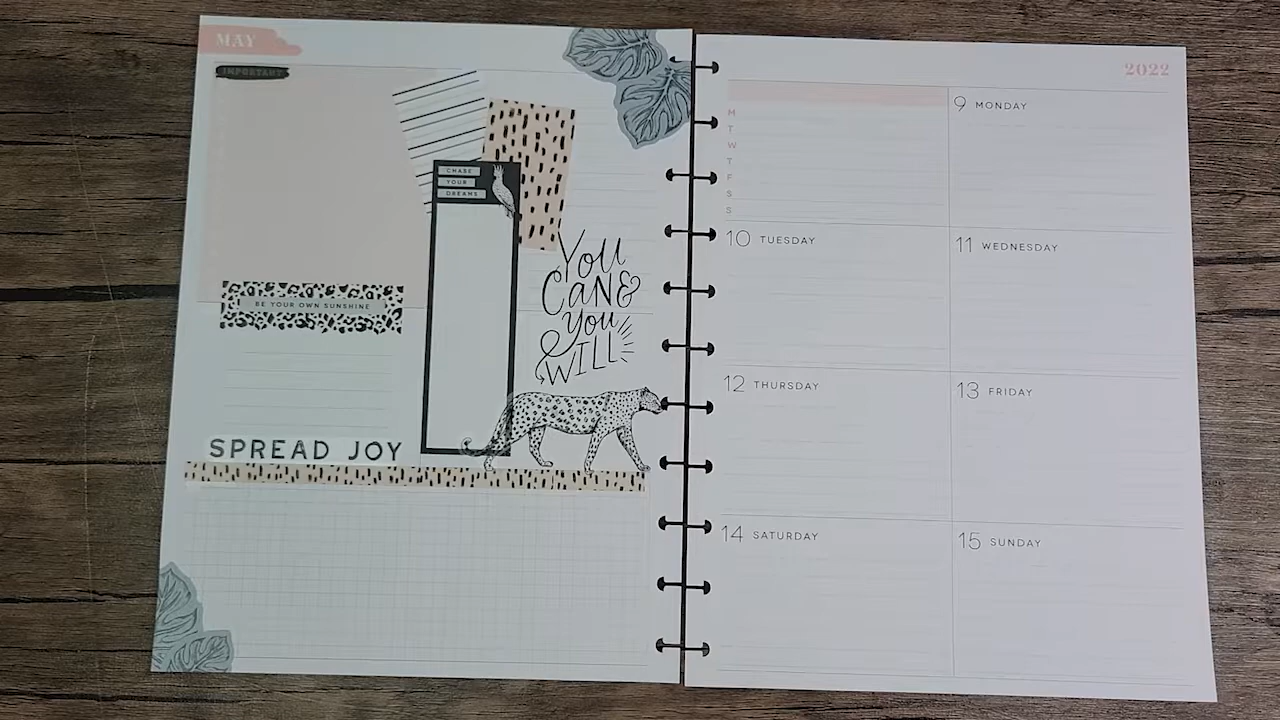 MAY
IMPORTANT
CHASE
YOUR
DREAMS
BE YOUR OWN SUNSHINE
YOU
CAN &
YOU
WILL
SPREAD JOY
2022
M
T
W
T
F
S
S
9 MONDAY
10 TUESDAY
11 WEDNESDAY
12 THURSDAY
13 FRIDAY
14 SATURDAY
15 SUNDAY